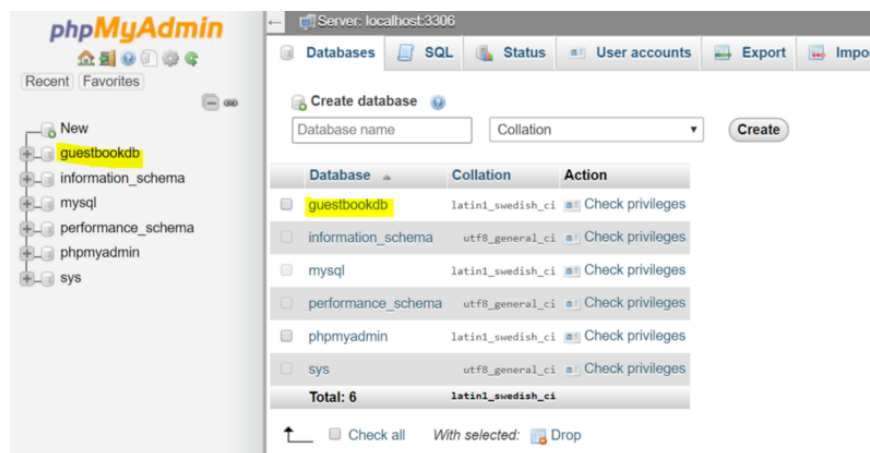 phpMyAdmin
Recent Favorites
New
guestbookdb
information_schema
mysql
performance_schema
phpmyadmin
sys
Server: localhost:3306
Databases SQL Status User accounts Export Impo
Create database
Database name Collation Create
Database Collation Action
guestbookdb latin1_swedish_ci Check privileges
information_schema utf8_general_ci Check privileges
mysql latin1_swedish_ci Check privileges
performance_schema utf8_general_ci Check privileges
phpmyadmin latin1_swedish_ci Check privileges
sys utf8_general_ci Check privileges
Total: 6 latin1_swedish_ci
Check all With selected: Drop